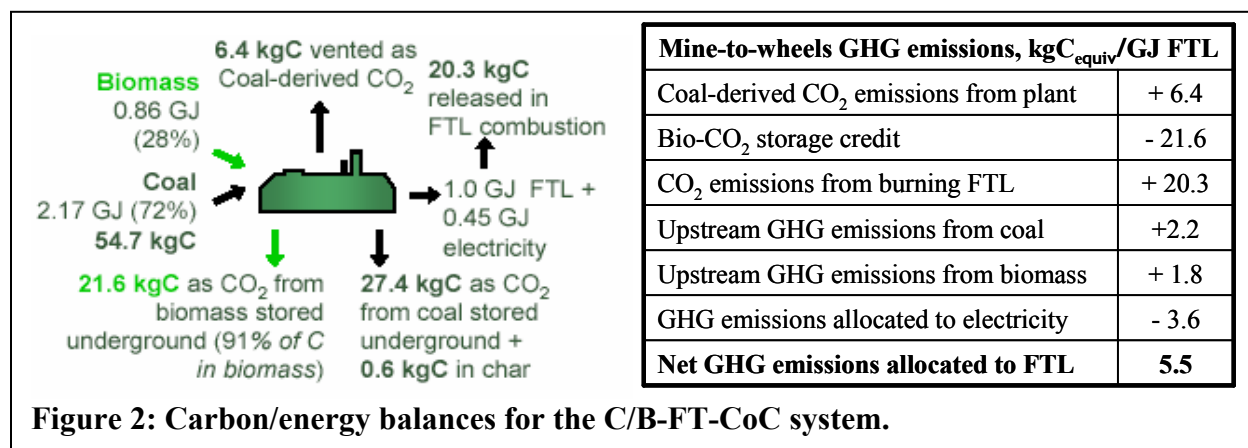 6.4 kgC vented as
Coal-derived CO₂
20.3 kgC
released in
FTL combustion
Biomass
0.86 GJ
(28%)
Coal
2.17 GJ (72%)
54.7 kgC
1.0 GJ FTL +
0.45 GJ
electricity
21.6 kgC as CO₂ from
biomass stored
underground (91% of C
in biomass)
27.4 kgC as CO₂
from coal stored
underground +
0.6 kgC in char
Mine-to-wheels GHG emissions, kgCequiv/GJ FTL
Coal-derived CO₂ emissions from plant + 6.4
Bio-CO₂ storage credit - 21.6
CO₂ emissions from burning FTL + 20.3
Upstream GHG emissions from coal +2.2
Upstream GHG emissions from biomass + 1.8
GHG emissions allocated to electricity - 3.6
Net GHG emissions allocated to FTL 5.5
Figure 2: Carbon/energy balances for the C/B-FT-CoC system.